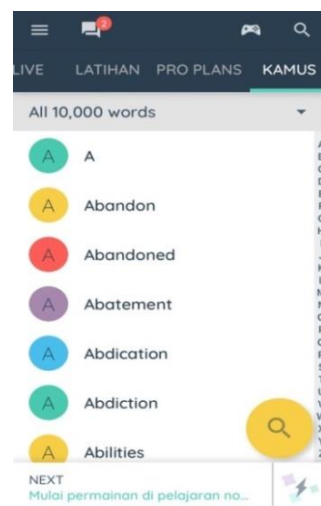 2
LIVE LATIHAN PRO PLANS KAMUS
All 10,000 words
A A
A Abandon
A Abandoned
A Abatement
A Abdication
A Abdiction
A Abilities
NEXT
Mulai permainan di pelajaran no...